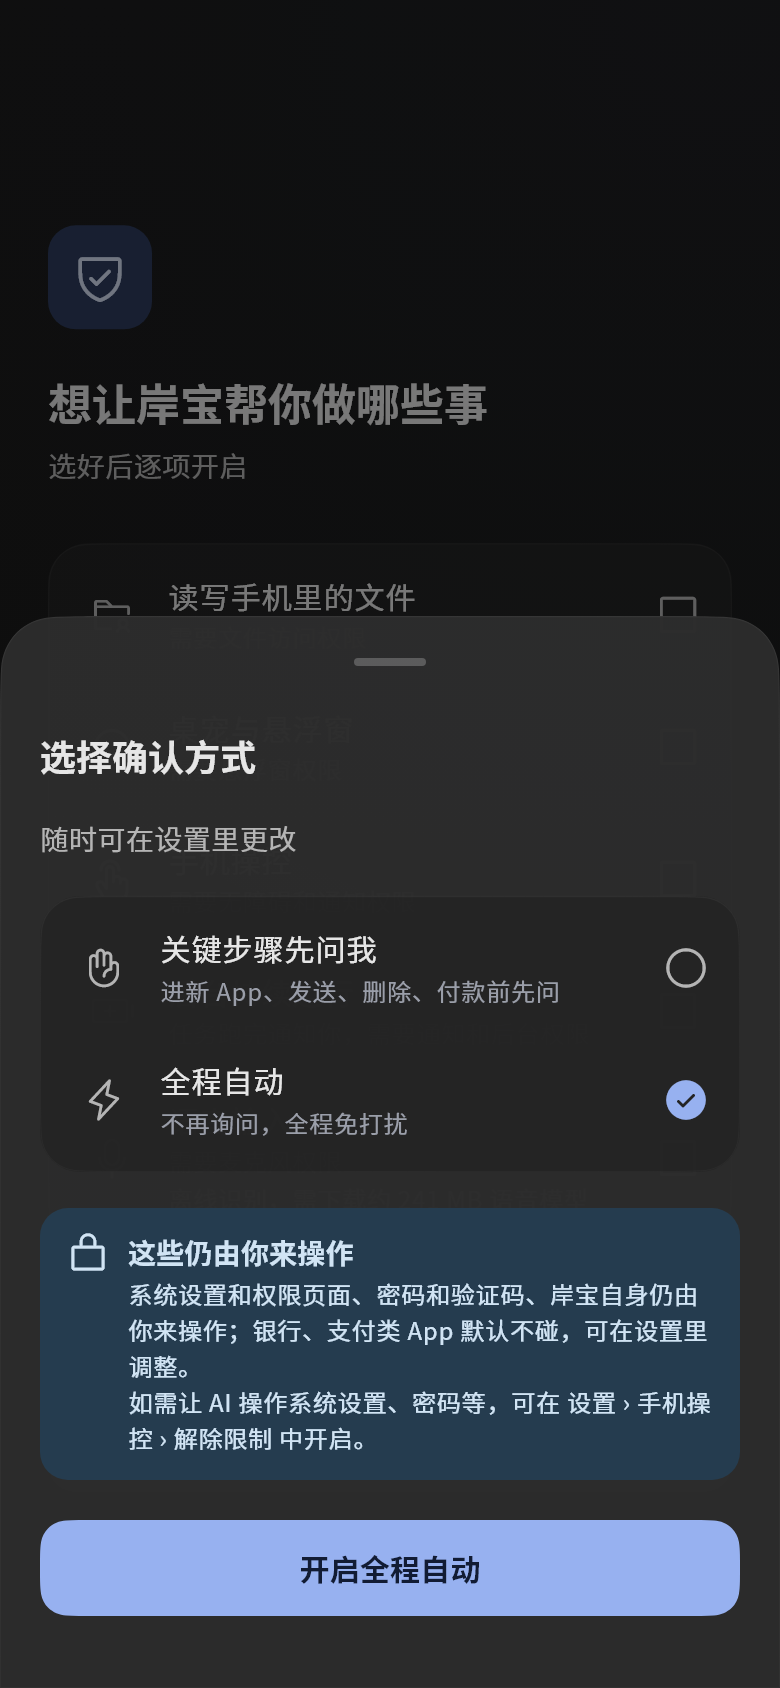 想让岸宝帮你做哪些事
选好后逐项开启
读写手机里的文件
选择确认方式
随时可在设置里更改
关键步骤先问我
进新 App、发送、删除、付款前先问
全程自动
不再询问，全程免打扰
这些仍由你来操作
系统设置和权限页面、密码和验证码、岸宝自身仍由
你来操作；银行、支付类 App 默认不碰，可在设置里
调整。
如需让 AI 操作系统设置、密码等，可在 设置 › 手机操
控 › 解除限制 中开启。
开启全程自动